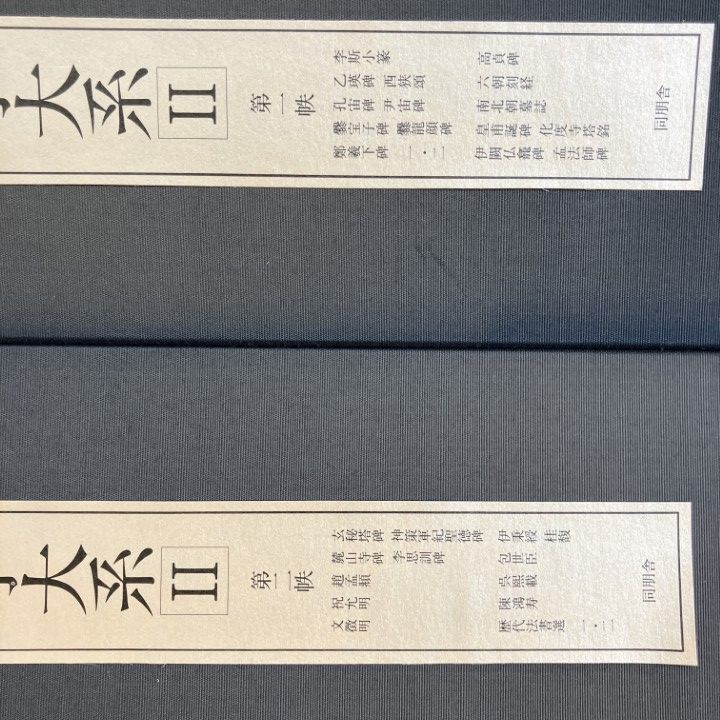 大系
II
第一帙
李斯小篆
乙瑛碑 西狭頌
孔宙碑 尹宙碑
爨宝子碑 爨龍顔碑
鄭羲下碑 一・二
高貞碑
六朝刻経
南北朝墓誌
皇甫誕碑 化度寺塔銘
伊闕仏龕碑 孟法師碑
同朋舎
大系
II
第二帙
玄秘塔碑 神策軍紀聖徳碑
麓山寺碑 李思訓碑
趙孟頫
祝允明
文徴明
伊秉綬 桂馥
包世臣
呉熙載
陳鴻寿
歴代法書選 一・二
同朋舎